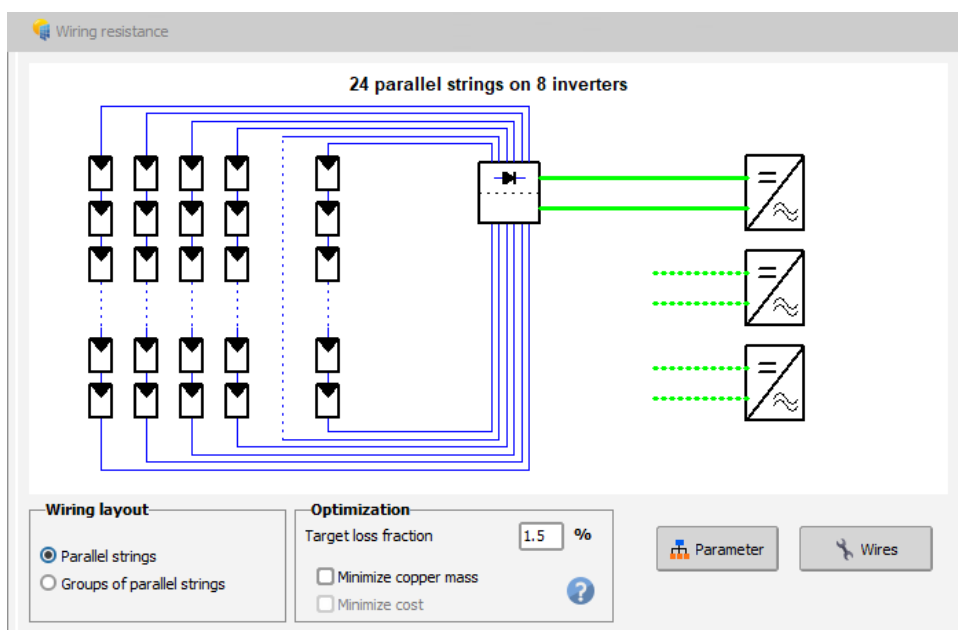 Wiring resistance
24 parallel strings on 8 inverters
Wiring layout
Parallel strings
Groups of parallel strings
Optimization
Target loss fraction 1.5 %
Minimize copper mass
Minimize cost
?
Parameter
Wires